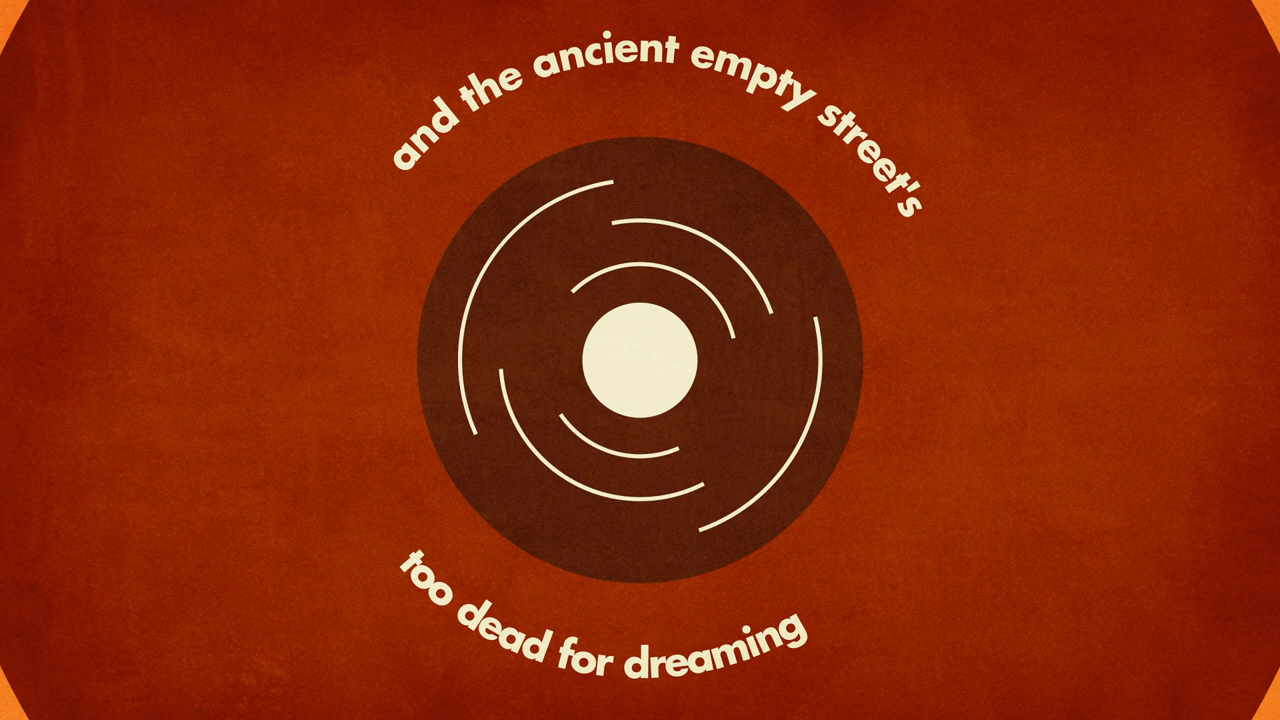 and the ancient empty street's
too dead for dreaming